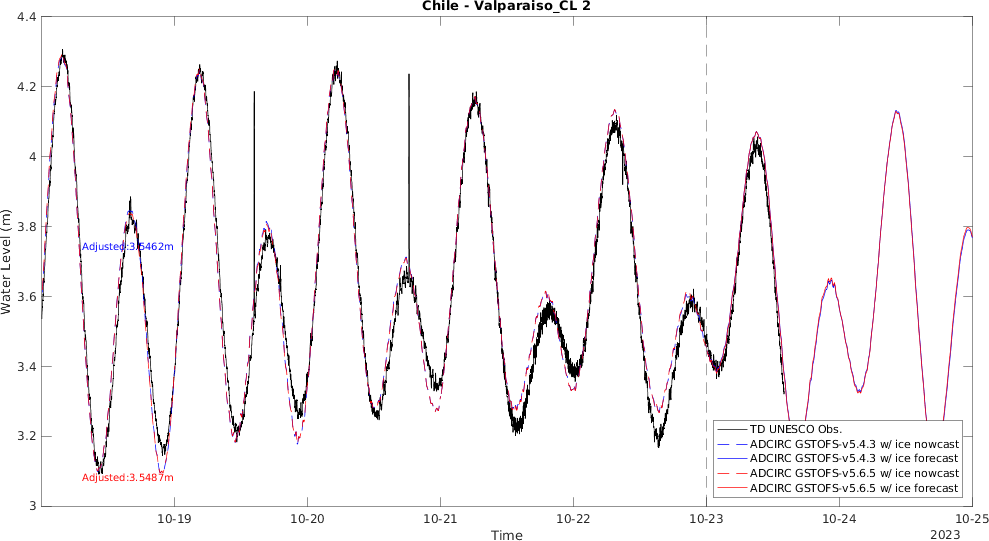 Chile - Valparaiso_CL 2
4.4
4.2
4
3.8
3.6
3.4
3.2
3
Water Level (m)
Adjusted:3.5462m
Adjusted:3.5487m
TD UNESCO Obs.
ADCIRC GSTOFS-v5.4.3 w/ ice nowcast
ADCIRC GSTOFS-v5.4.3 w/ ice forecast
ADCIRC GSTOFS-v5.6.5 w/ ice nowcast
ADCIRC GSTOFS-v5.6.5 w/ ice forecast
10-19 10-20 10-21 10-22 10-23 10-24 10-25
Time
2023